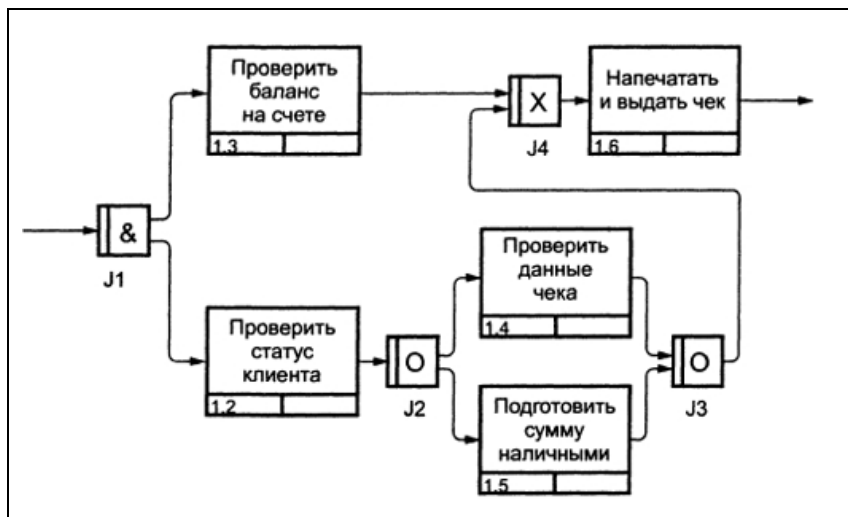 Проверить
баланс
на счете
1.3
X
J4
Напечатать
и выдать чек
1.6
&
J1
Проверить
статус
клиента
1.2
O
J2
Проверить
данные
чека
1.4
Подготовить
сумму
наличными
1.5
O
J3